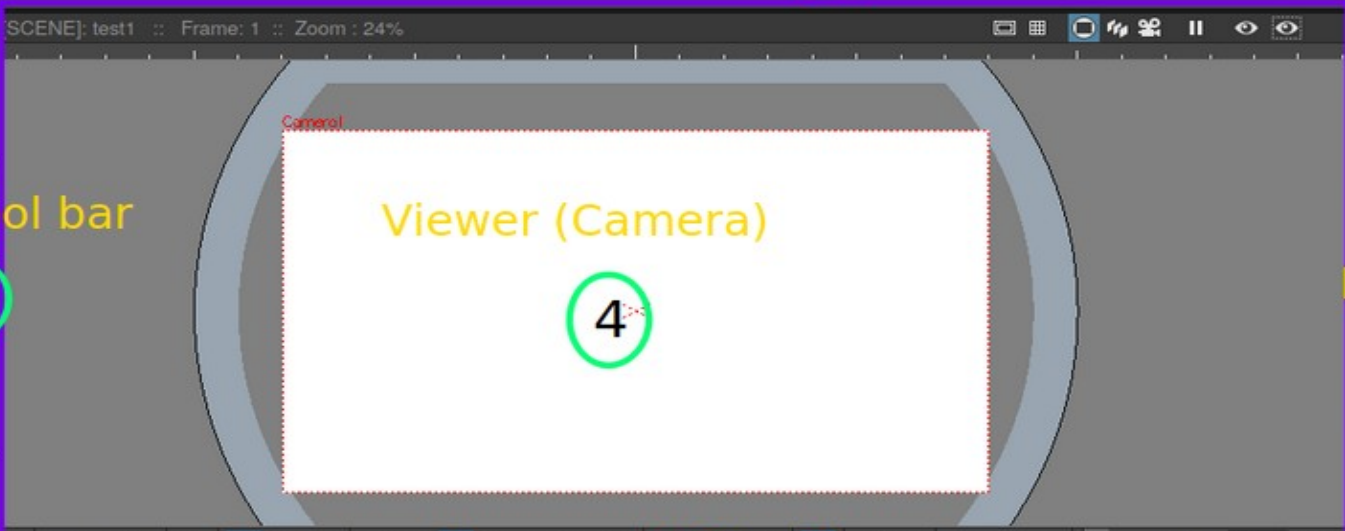 [SCENE]: test1 :: Frame: 1 :: Zoom : 24%
Camera1
ol bar
Viewer (Camera)
4